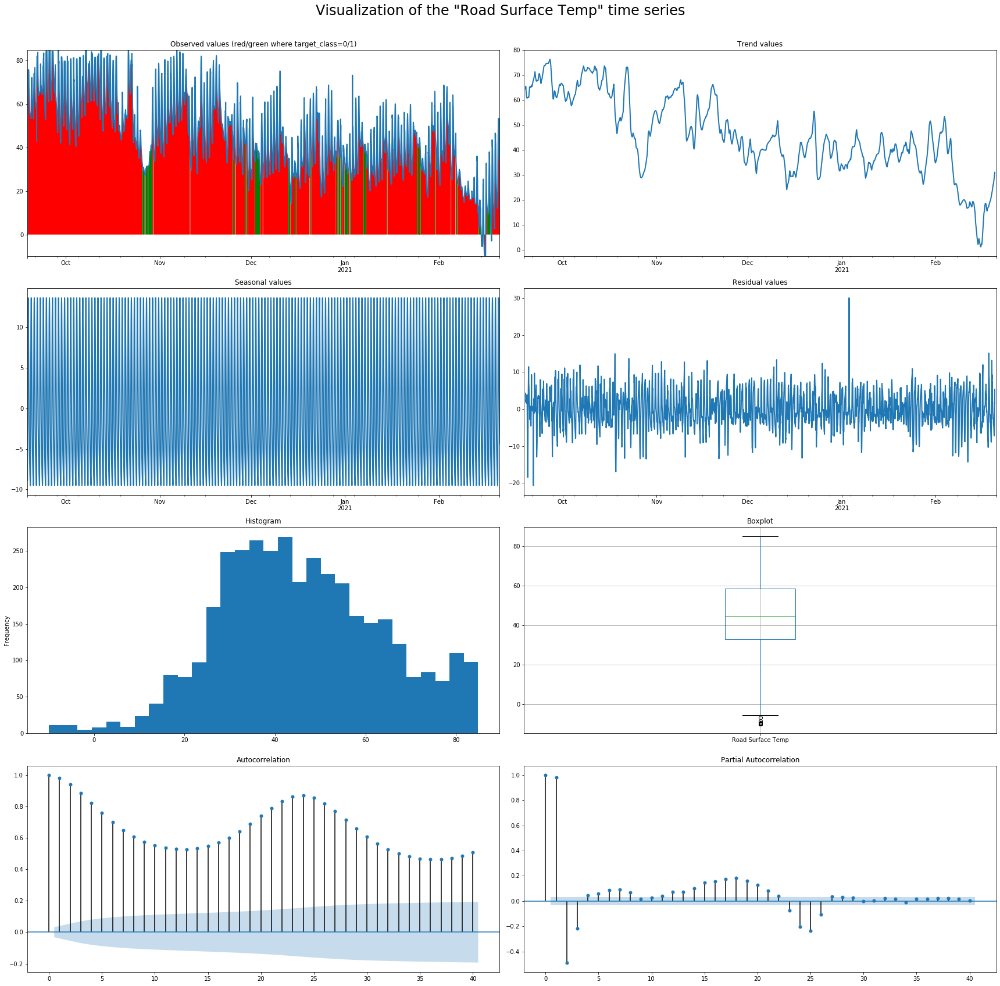 Visualization of the "Road Surface Temp" time series
Observed values (red/green where target_class=0/1)
80
60
40
20
0
Oct
Nov
Dec
Jan
2021
Feb
Trend values
80
70
60
50
40
30
20
10
0
Oct
Nov
Dec
Jan
2021
Feb
Seasonal values
10
5
0
−5
−10
Oct
Nov
Dec
Jan
2021
Feb
Residual values
30
20
10
0
−10
−20
Oct
Nov
Dec
Jan
2021
Feb
Histogram
Frequency
250
200
150
100
50
0
0
20
40
60
80
Boxplot
80
60
40
20
0
Road Surface Temp
Autocorrelation
1.0
0.8
0.6
0.4
0.2
0.0
−0.2
0
5
10
15
20
25
30
35
40
Partial Autocorrelation
1.0
0.8
0.6
0.4
0.2
0.0
−0.2
−0.4
0
5
10
15
20
25
30
35
40